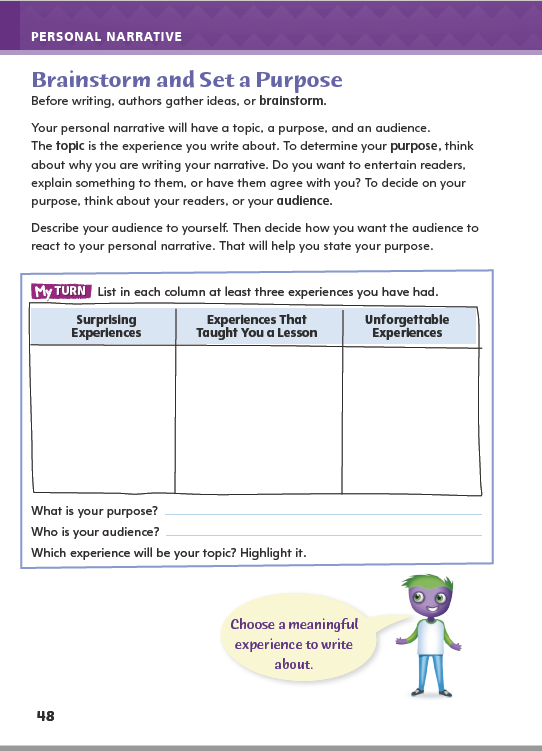 PERSONAL NARRATIVE
Brainstorm and Set a Purpose
Before writing, authors gather ideas, or brainstorm.
Your personal narrative will have a topic, a purpose, and an audience.
The topic is the experience you write about. To determine your purpose, think
about why you are writing your narrative. Do you want to entertain readers,
explain something to them, or have them agree with you? To decide on your
purpose, think about your readers, or your audience.
Describe your audience to yourself. Then decide how you want the audience to
react to your personal narrative. That will help you state your purpose.
My TURN List in each column at least three experiences you have had.
Surprising
Experiences
Experiences That
Taught You a Lesson
Unforgettable
Experiences
What is your purpose?
Who is your audience?
Which experience will be your topic? Highlight it.
Choose a meaningful
experience to write
about.
48